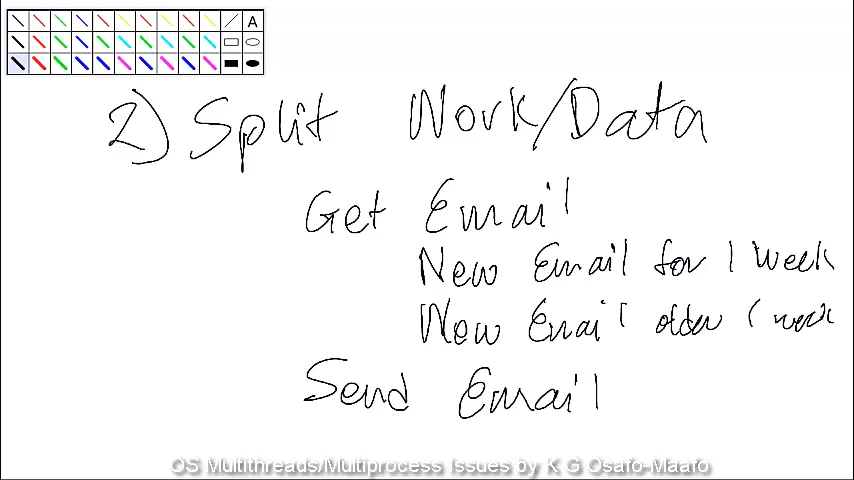 A
2) Split Work/Data
Get Email
New Email for 1 week
New Email older 1 week
Send Email
OS Multithreads/Multiprocess Issues by K G Osafo-Maafo